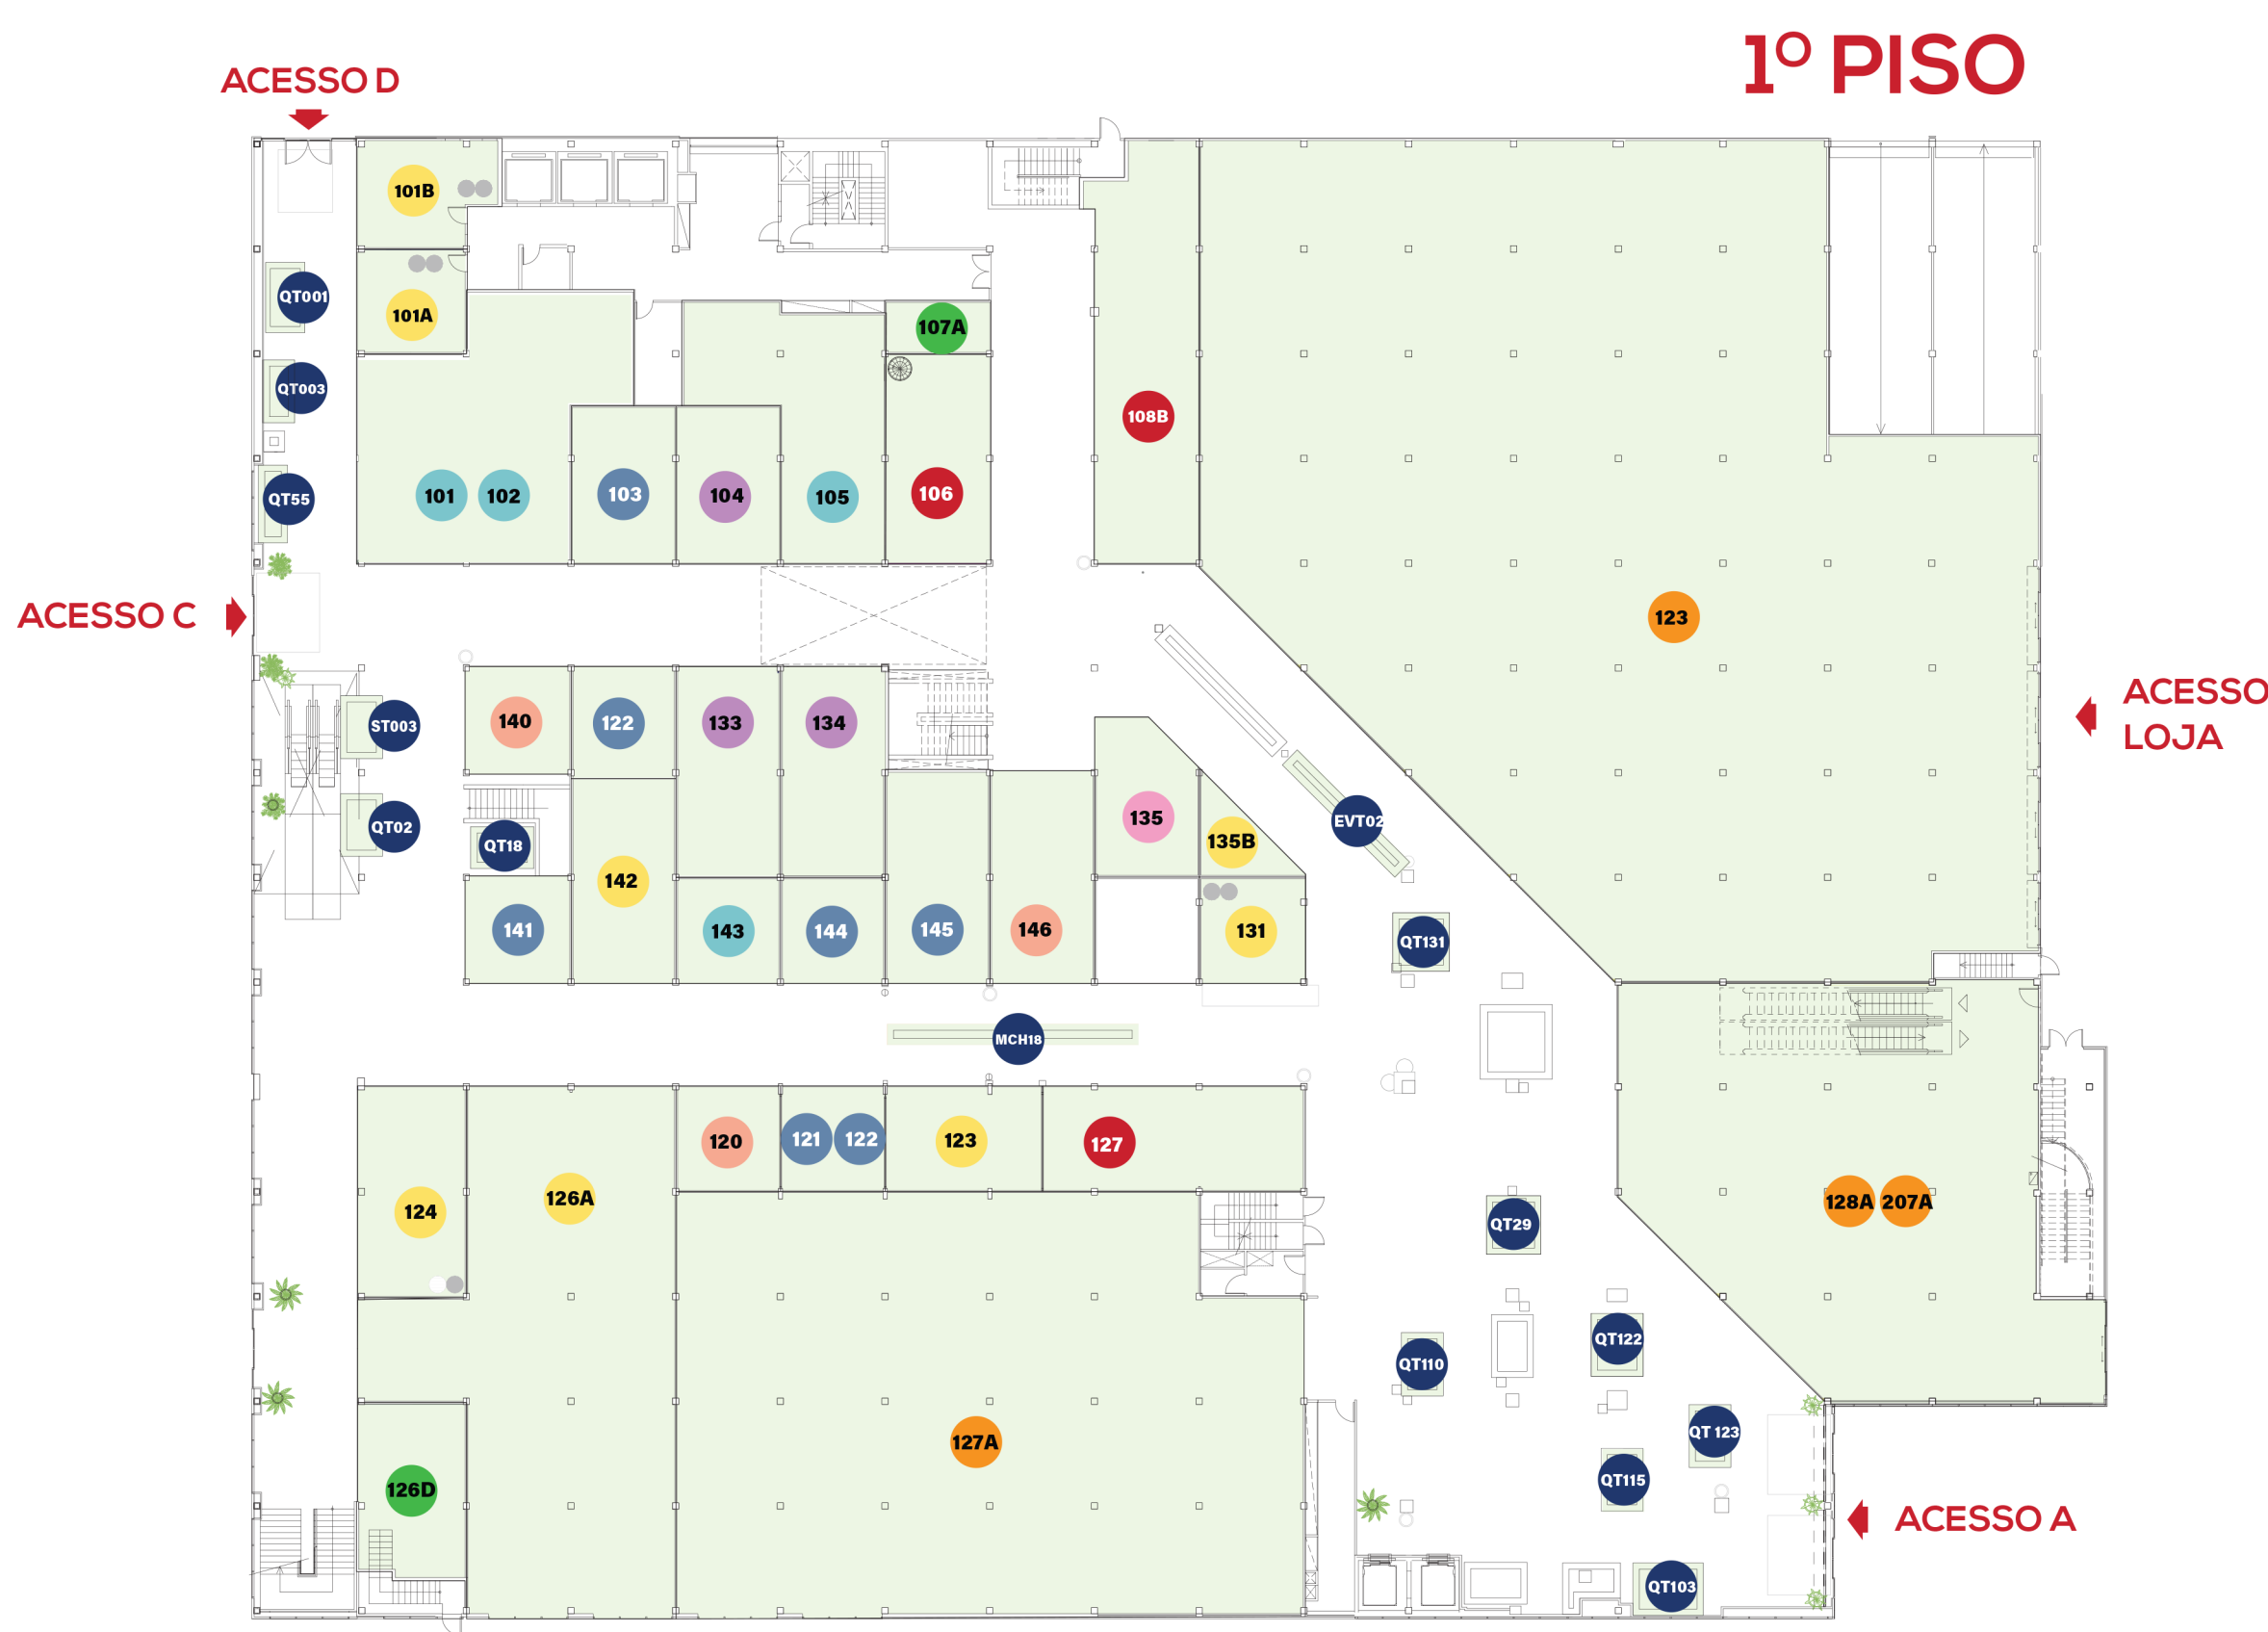 1º PISO
ACESSO D
101B
QT001
101A
107A
QT003
108B
QT55
101
102
103
104
105
106
ACESSO C
123
ACESSO
LOJA
ST003
140
122
133
134
QT02
QT18
135
135B
EVT02
142
141
143
144
145
146
131
QT131
MCH18
120
121
122
123
127
124
126A
128A
207A
QT29
QT110
QT122
127A
QT 123
QT115
126D
ACESSO A
QT103